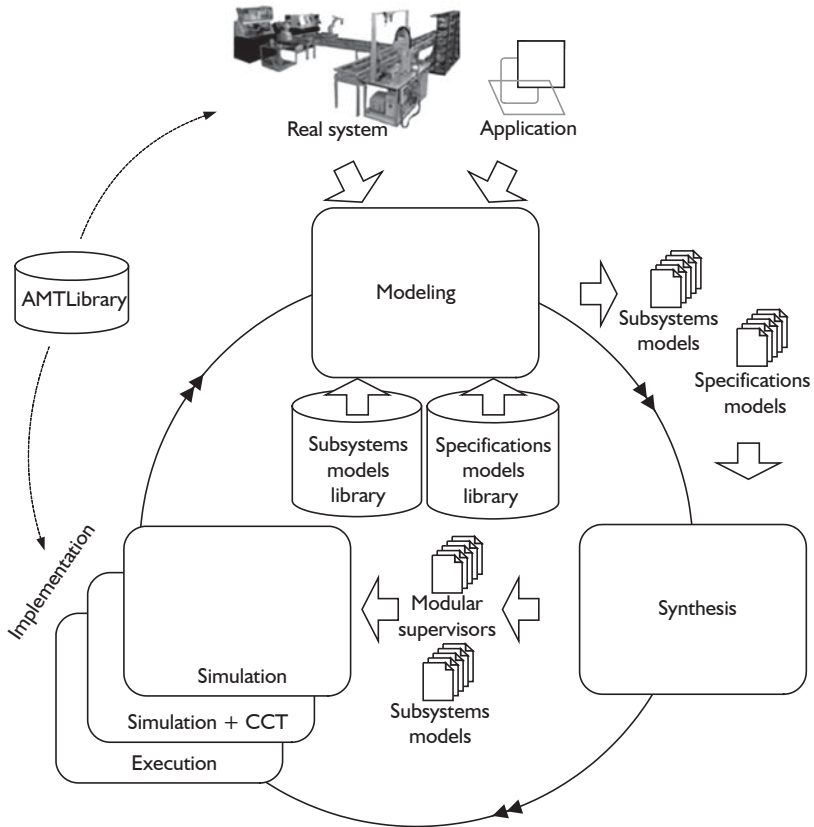 Real system
Application
AMTLibrary
Modeling
Subsystems
models
Specifications
models
Subsystems
models
library
Specifications
models
library
Implementation
Modular
supervisors
Synthesis
Simulation
Subsystems
models
Simulation + CCT
Execution